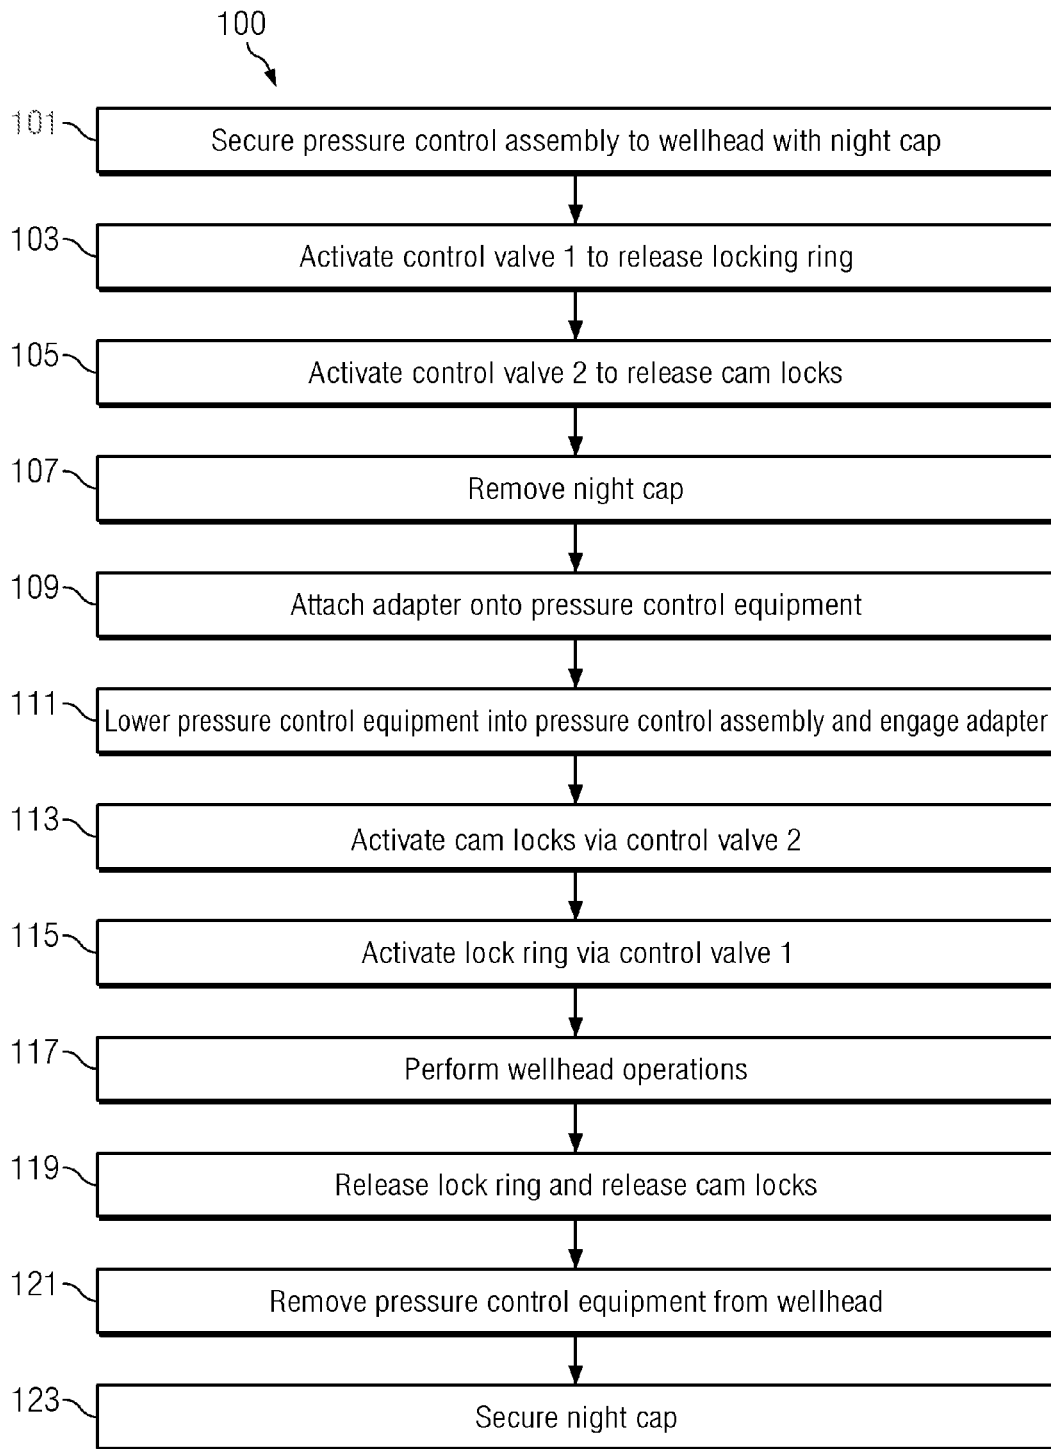 100
101 Secure pressure control assembly to wellhead with night cap
103 Activate control valve 1 to release locking ring
105 Activate control valve 2 to release cam locks
107 Remove night cap
109 Attach adapter onto pressure control equipment
111 Lower pressure control equipment into pressure control assembly and engage adapter
113 Activate cam locks via control valve 2
115 Activate lock ring via control valve 1
117 Perform wellhead operations
119 Release lock ring and release cam locks
121 Remove pressure control equipment from wellhead
123 Secure night cap